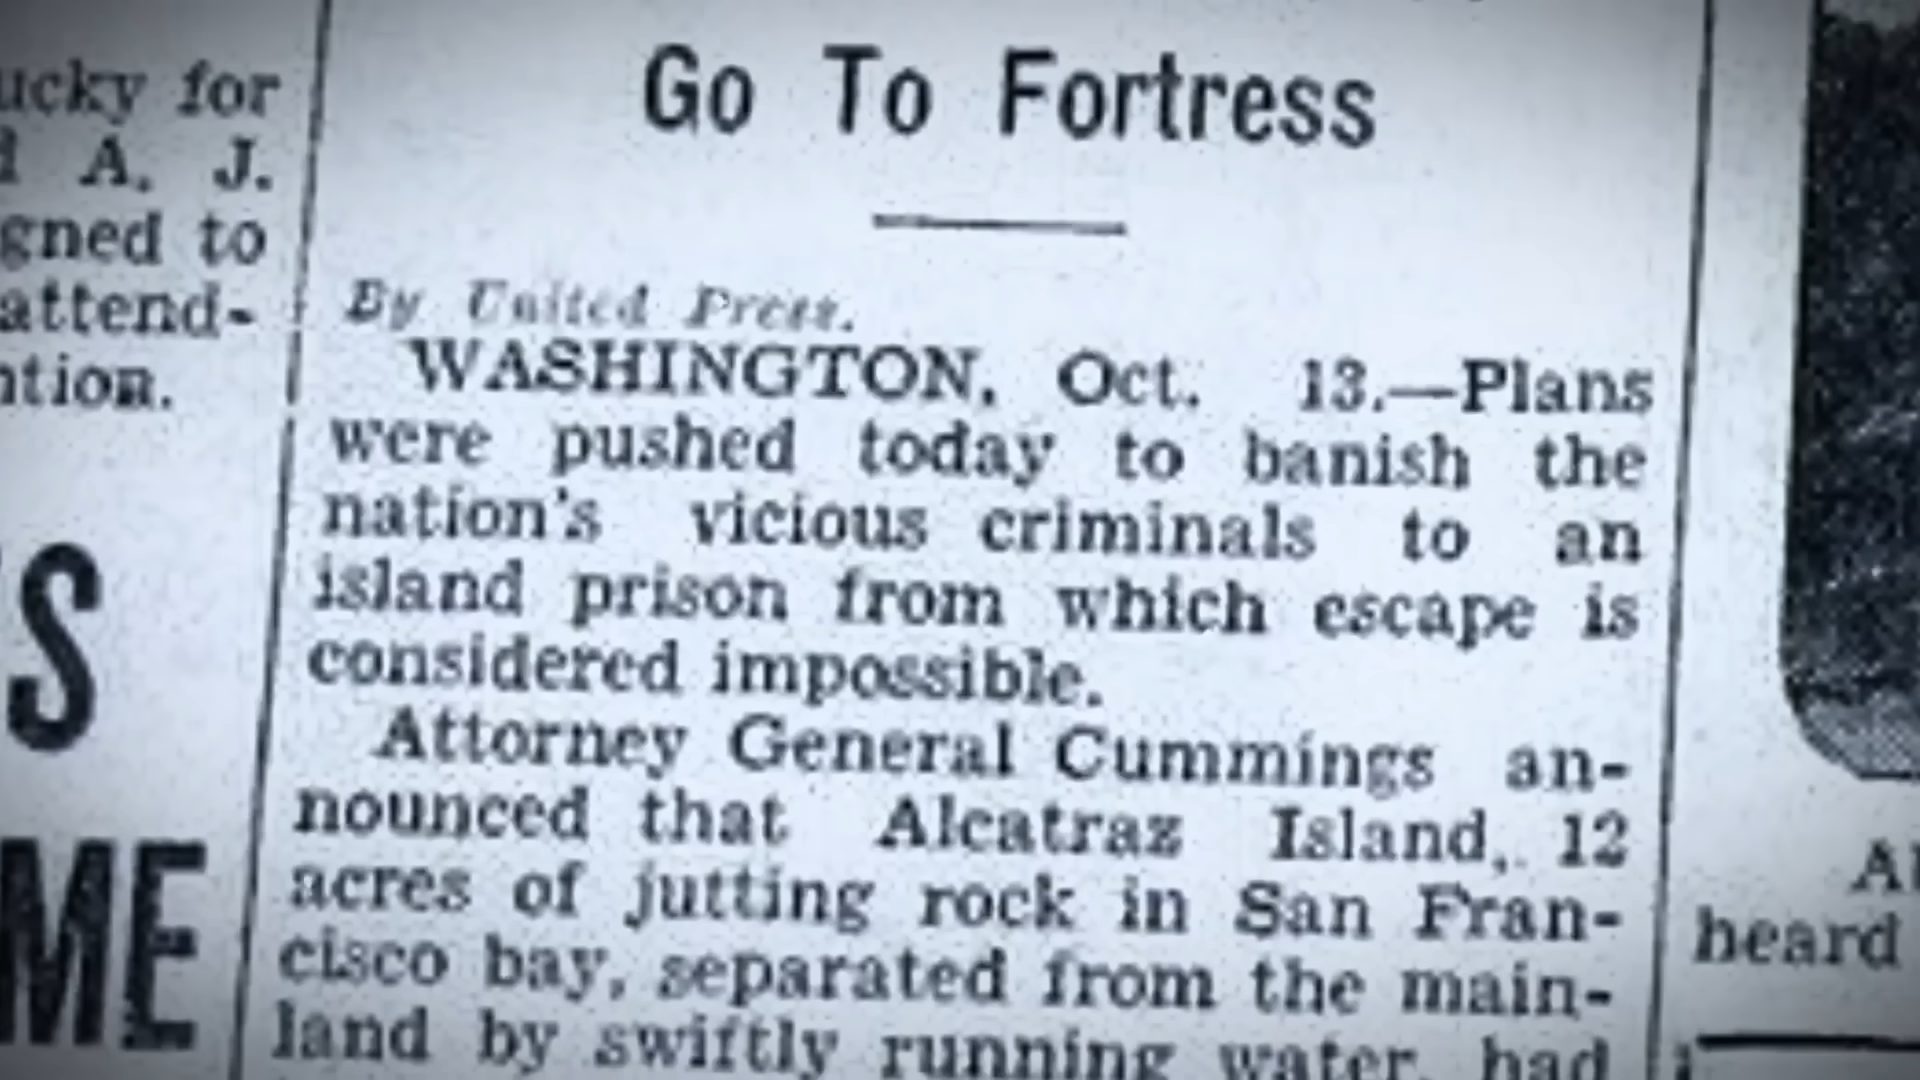 ucky for
A. J.
gned to
attend-
ntion.
S
ME
Go To Fortress
By United Press.
WASHINGTON, Oct. 13.—Plans
were pushed today to banish the
nation's vicious criminals to an
island prison from which escape is
considered impossible.
Attorney General Cummings an-
nounced that Alcatraz Island, 12
acres of jutting rock in San Fran-
cisco bay, separated from the main-
land by swiftly running water, had
Al
heard